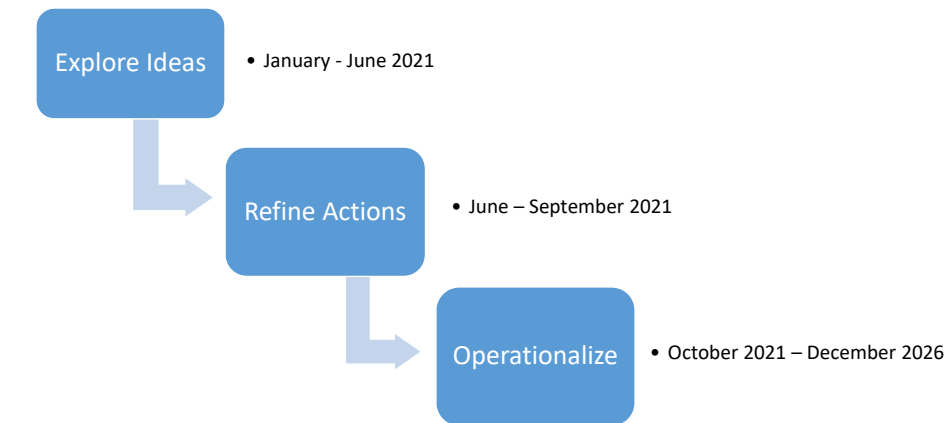 Explore Ideas
• January - June 2021
Refine Actions
• June – September 2021
Operationalize
• October 2021 – December 2026